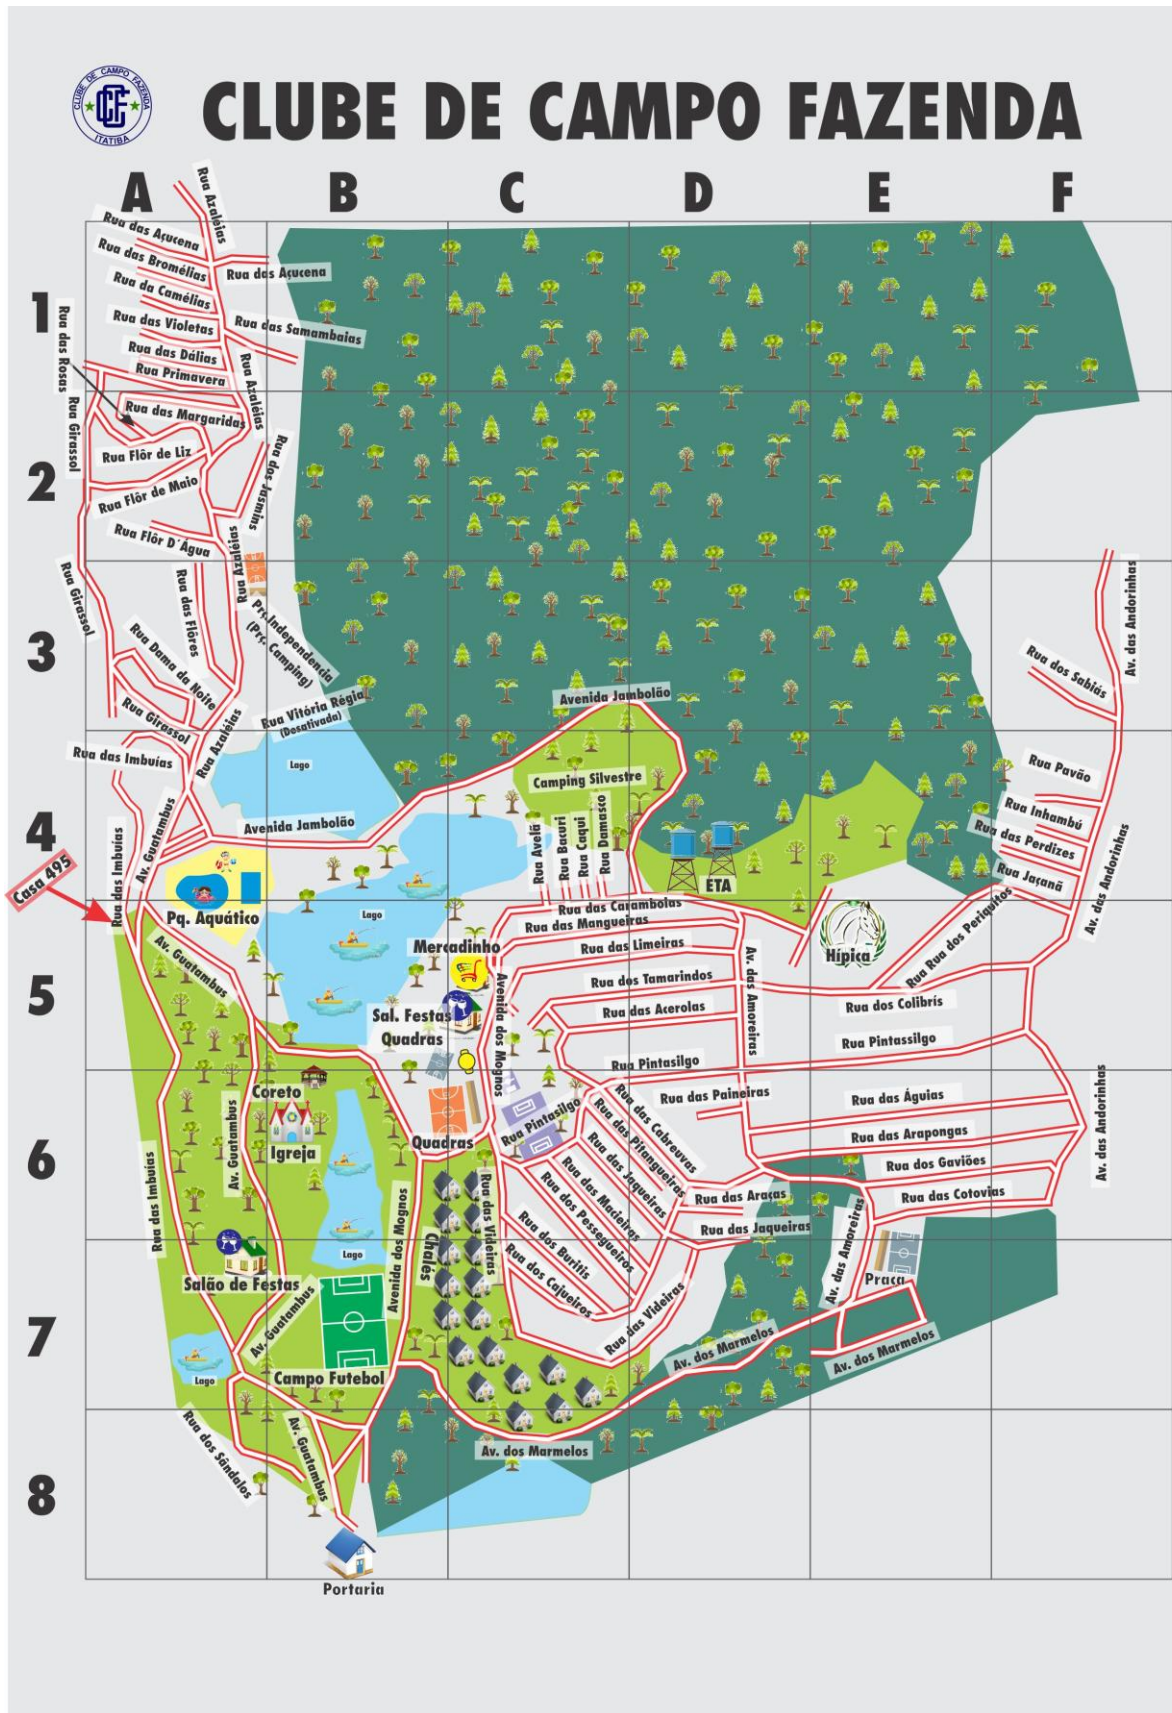 CLUBE DE CAMPO FAZENDA
ITATIBA
CCF
CLUBE DE CAMPO FAZENDA
A
B
C
D
E
F
1
Rua Azaléias
Rua das Açucena
Rua das Bromélias
Rua das Açucena
Rua da Camélias
Rua das Violetas
Rua das Samambaias
Rua das Rosas
Rua das Dálias
Rua Primavera
Rua Azaléias
2
Rua Girassol
Rua das Margaridas
Rua Flôr de Liz
Rua Flôr de Maio
Rua dos Jasmins
Rua Flôr D´Água
Rua Azaléias
3
Rua Girassol
Rua das Flôres
Prç. Independencia
(Prç. Camping)
Rua Dama da Noite
Rua Girassol
Rua Vitória Régia
(Desativada)
Avenida Jambolão
Av. das Andorinhas
Rua dos Sabiás
4
Rua das Imbuías
Rua Azaléias
Lago
Camping Silvestre
Av. Guatambus
Avenida Jambolão
Rua das Imbuías
Rua Avelã
Rua Bacuri
Rua Caqui
Rua Damasco
ETA
Rua Pavão
Rua Inhambú
Rua das Perdizes
Rua Jaçanã
Av. das Andorinhas
Casa 495
Pq. Aquático
5
Av. Guatambus
Lago
Mercadinho
Rua das Carambolas
Rua das Mangueiras
Rua das Limeiras
Rua dos Tamarindos
Rua das Acerolas
Av. das Amoreiras
Hípica
Rua Rua dos Periquitos
Rua dos Colibrís
Sal. Festas
Quadras
Avenida dos Mognos
Rua Pintassilgo
Rua Pintasilgo
6
Coreto
Igreja
Av. Guatambus
Rua das Imbuías
Quadras
Rua Pintasilgo
Rua das Paineiras
Rua das Cabreuvas
Rua das Pitangueiras
Rua das Jaqueiras
Rua das Macieiras
Rua dos Pessegueiros
Rua das Águias
Rua das Arapongas
Rua dos Gaviões
Rua das Cotovias
Av. das Andorinhas
Rua das Araças
Rua das Jaqueiras
Avenida dos Mognos
Rua das Videiras
Chalés
Lago
7
Salão de Festas
Av. Guatambus
Rua dos Buritis
Rua dos Cajueiros
Rua das Videiras
Av. das Amoreiras
Praça
Lago
Campo Futebol
Av. dos Marmelos
Av. dos Marmelos
8
Rua dos Sândalos
Av. Guatambus
Av. dos Marmelos
Portaria